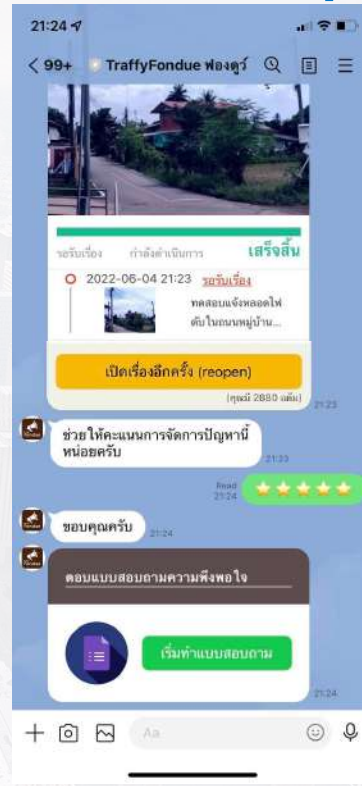 21:24
99+
TraffyFondue ฟองดูว์
รอรับเรื่อง กำลังดำเนินการ เสร็จสิ้น
2022-06-04 21:23 รอรับเรื่อง
ทดสอบแจ้งหลอดไฟ
ดับในถนนหมู่บ้าน...
เปิดเรื่องอีกครั้ง (reopen)
(คุณมี 2880 แต้ม)
21:23
ช่วยให้คะแนนการจัดการปัญหานี้
หน่อยครับ
21:23
Read
21:24
ขอบคุณครับ
21:24
ตอบแบบสอบถามความพึงพอใจ
เริ่มทำแบบสอบถาม
21:24
Aa